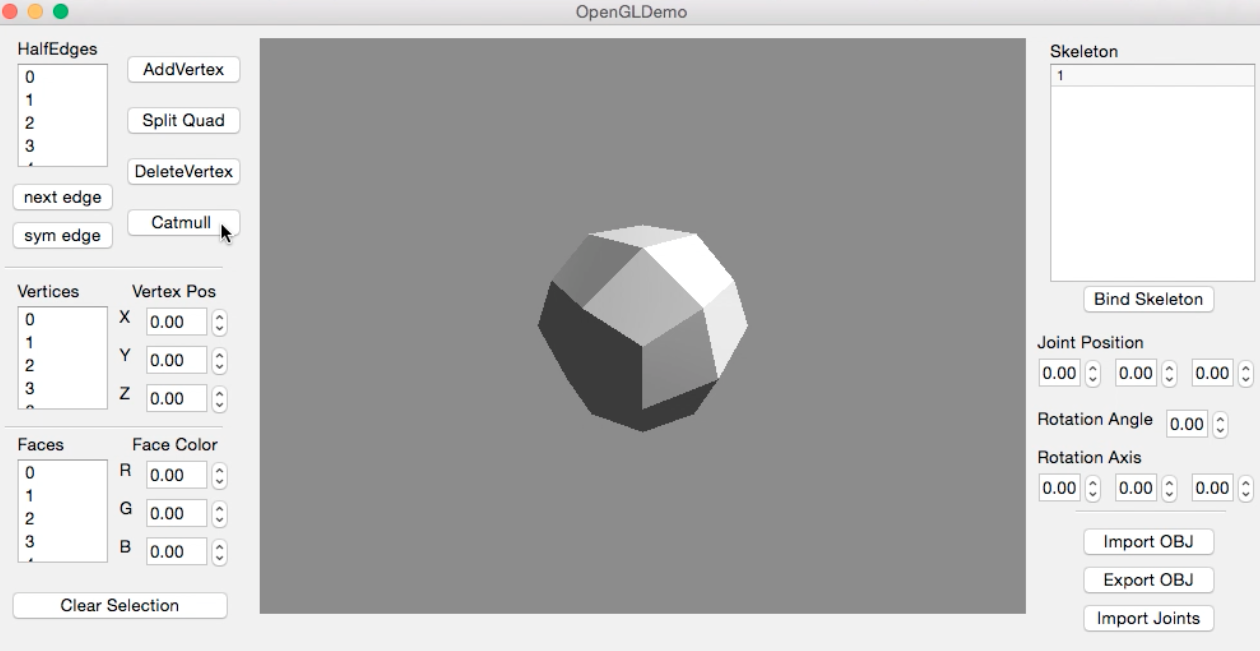 OpenGLDemo
HalfEdges
0
1
2
3
AddVertex
Split Quad
DeleteVertex
Catmull
next edge
sym edge
Vertices
0
1
2
3
Vertex Pos
X 0.00
Y 0.00
Z 0.00
Faces
0
1
2
3
Face Color
R 0.00
G 0.00
B 0.00
Clear Selection
Skeleton
1
Bind Skeleton
Joint Position
0.00 0.00 0.00
Rotation Angle 0.00
Rotation Axis
0.00 0.00 0.00
Import OBJ
Export OBJ
Import Joints